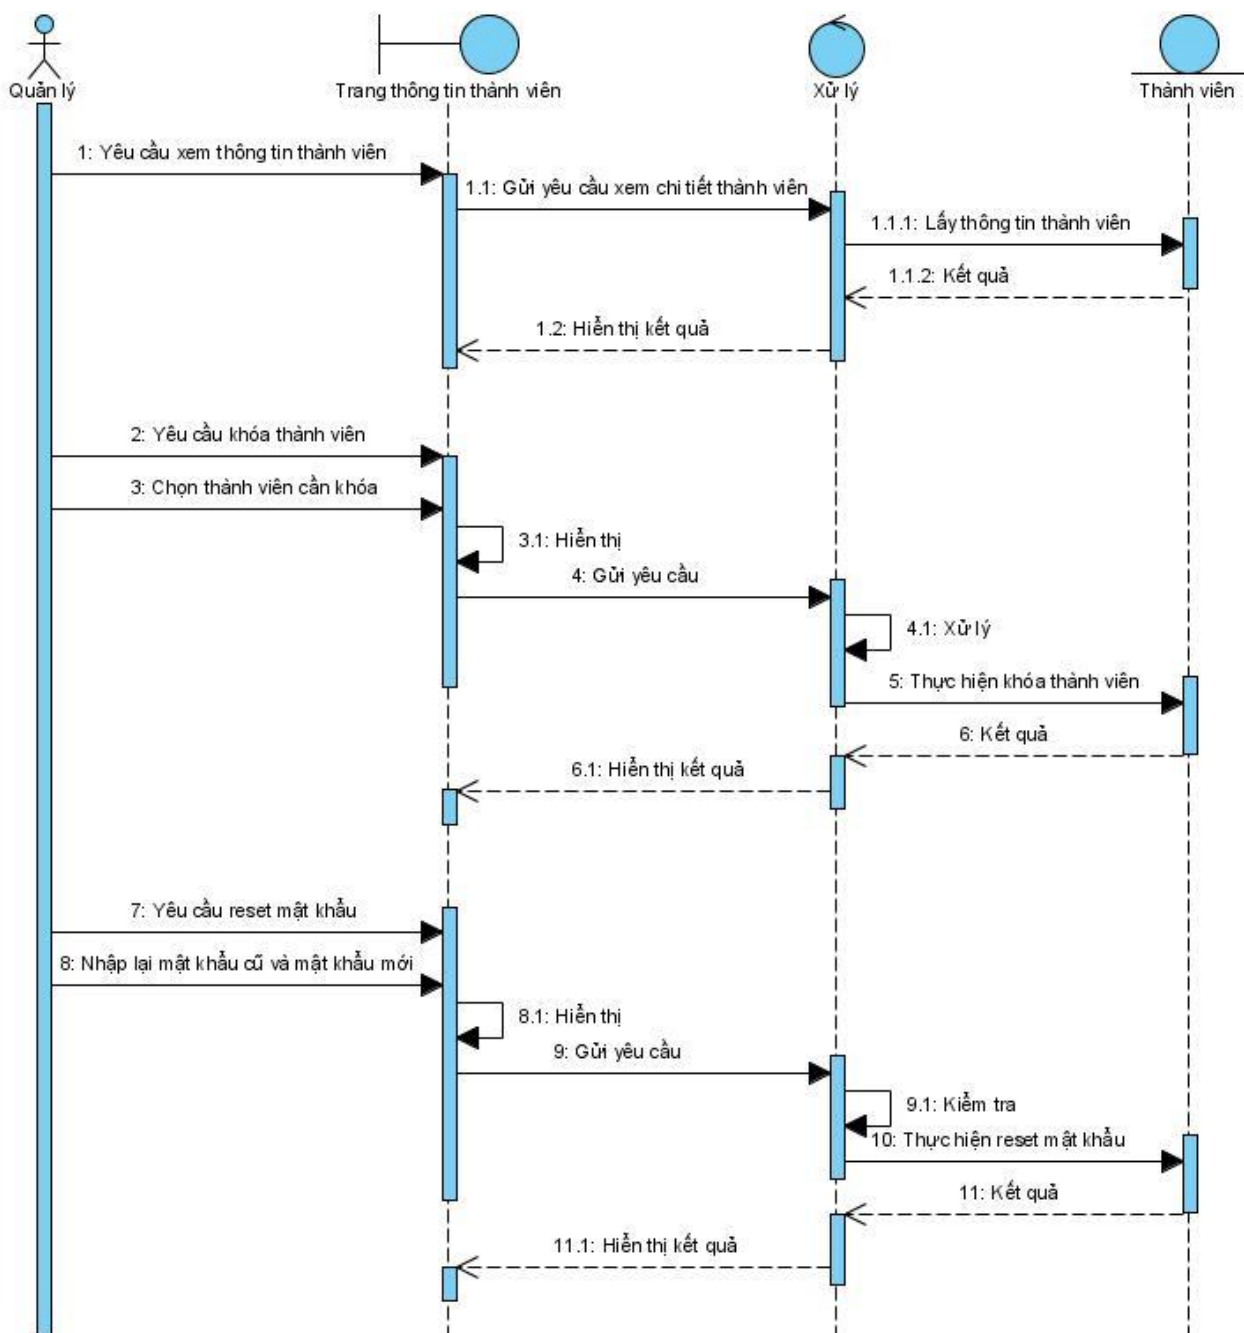 Quản lý
Trang thông tin thành viên
Xử lý
Thành viên
1: Yêu cầu xem thông tin thành viên
1.1: Gửi yêu cầu xem chi tiết thành viên
1.1.1: Lấy thông tin thành viên
1.1.2: Kết quả
1.2: Hiển thị kết quả
2: Yêu cầu khóa thành viên
3: Chọn thành viên cần khóa
3.1: Hiển thị
4: Gửi yêu cầu
4.1: Xử lý
5: Thực hiện khóa thành viên
6: Kết quả
6.1: Hiển thị kết quả
7: Yêu cầu reset mật khẩu
8: Nhập lại mật khẩu cũ và mật khẩu mới
8.1: Hiển thị
9: Gửi yêu cầu
9.1: Kiểm tra
10: Thực hiện reset mật khẩu
11: Kết quả
11.1: Hiển thị kết quả